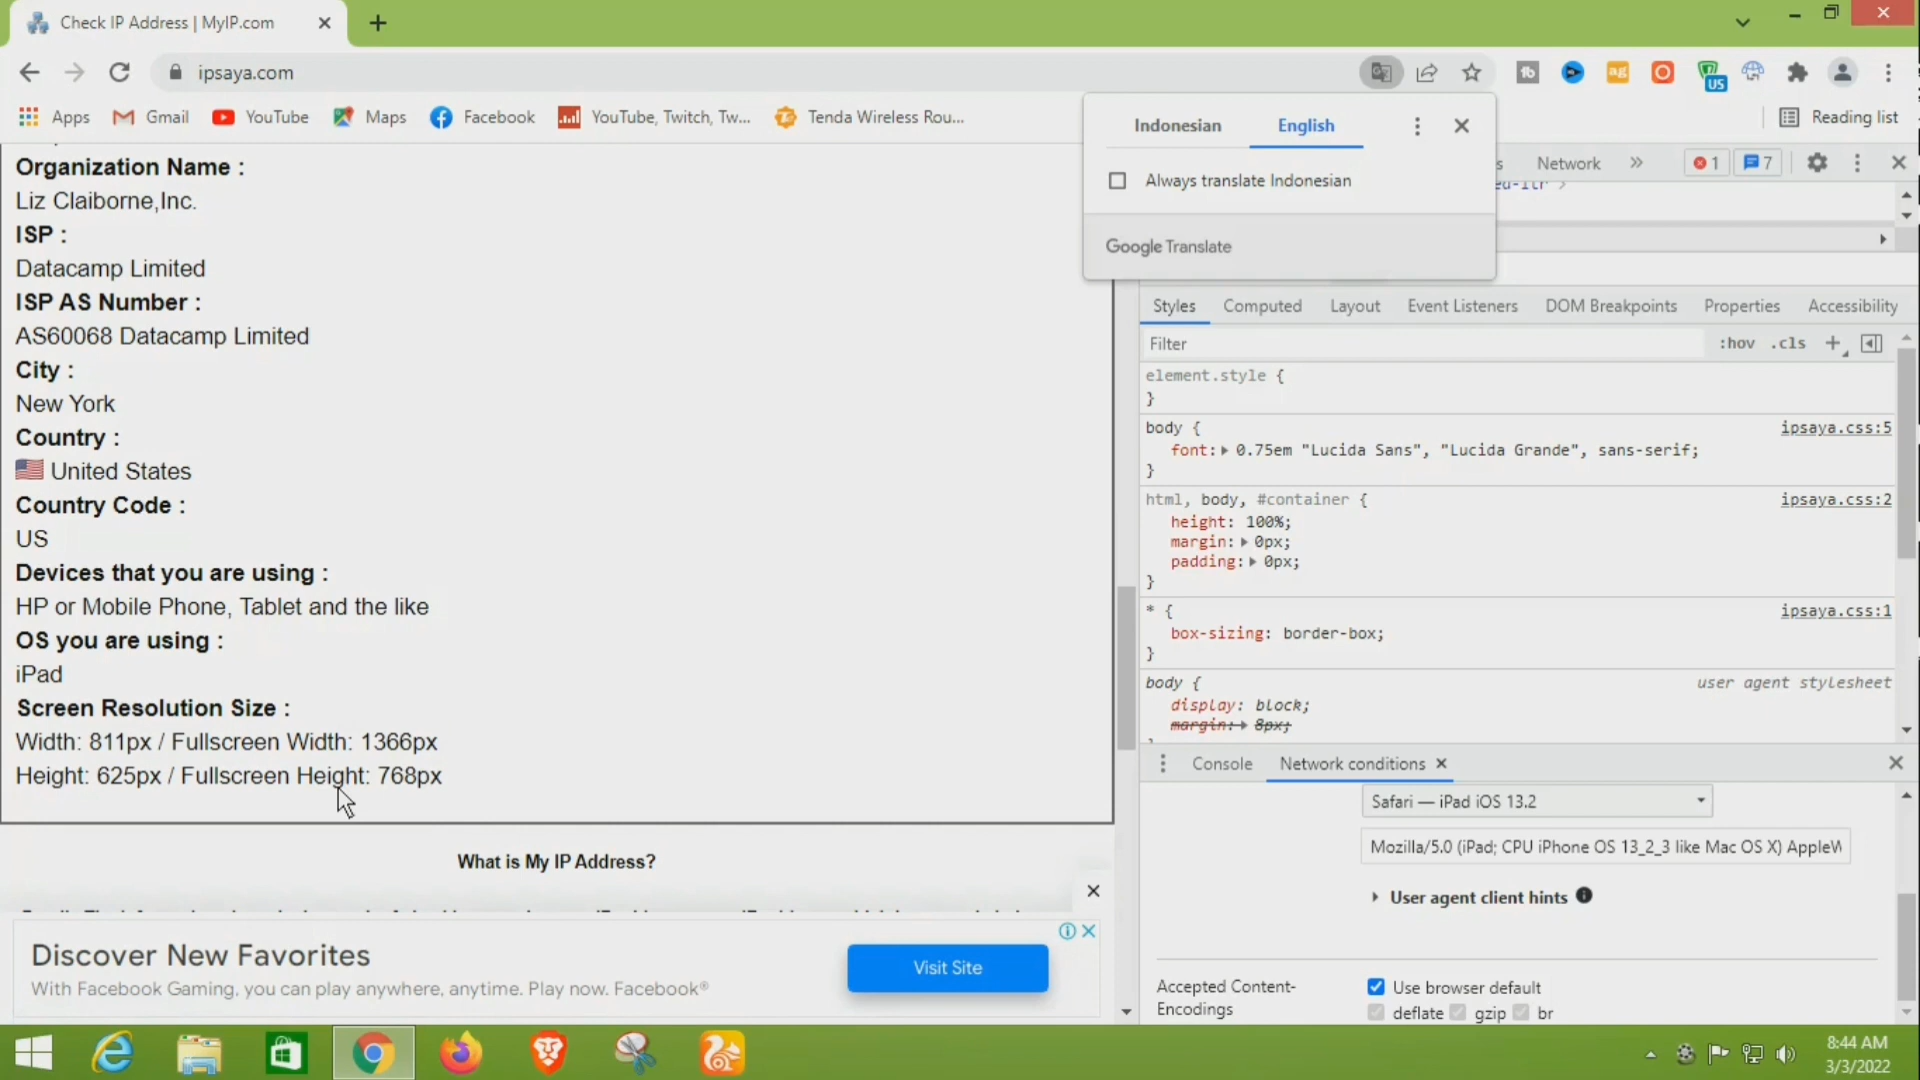 Check IP Address | MyIP.com
ipsaya.com
US
Apps
Gmail
YouTube
Maps
Facebook
YouTube, Twitch, Tw...
Tenda Wireless Rou...
Reading list
Indonesian
English
Always translate Indonesian
Google Translate
Network
1
7
Organization Name :
Liz Claiborne,Inc.
ISP :
Datacamp Limited
ISP AS Number :
AS60068 Datacamp Limited
City :
New York
Country :
United States
Country Code :
US
Devices that you are using :
HP or Mobile Phone, Tablet and the like
OS you are using :
iPad
Screen Resolution Size :
Width: 811px / Fullscreen Width: 1366px
Height: 625px / Fullscreen Height: 768px
What is My IP Address?
Discover New Favorites
With Facebook Gaming, you can play anywhere, anytime. Play now. Facebook®
Visit Site
Styles
Computed
Layout
Event Listeners
DOM Breakpoints
Properties
Accessibility
Filter
:hov
.cls
element.style {
}
body {
ipsaya.css:5
font: 0.75em "Lucida Sans", "Lucida Grande", sans-serif;
}
html, body, #container {
ipsaya.css:2
height: 100%;
margin: 0px;
padding: 0px;
}
* {
ipsaya.css:1
box-sizing: border-box;
}
body {
user agent stylesheet
display: block;
margin: 8px;
Console
Network conditions
Safari — iPad iOS 13.2
Mozilla/5.0 (iPad; CPU iPhone OS 13_2_3 like Mac OS X) AppleW
User agent client hints
Accepted Content-
Encodings
Use browser default
deflate
gzip
br
8:44 AM
3/3/2022